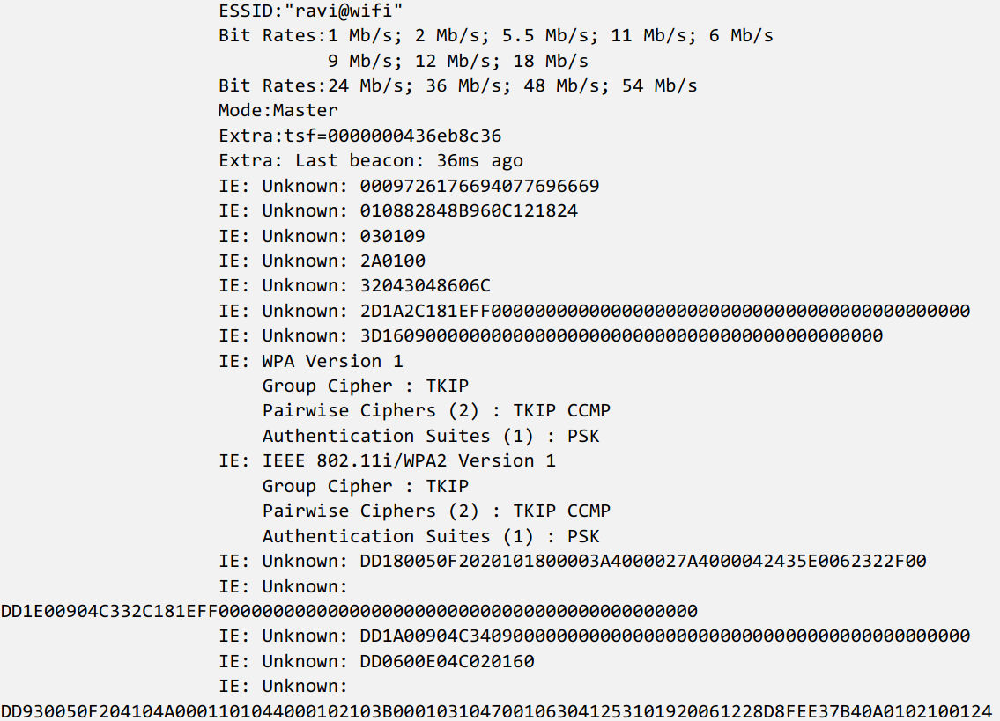 ESSID:"ravi@wifi"
Bit Rates:1 Mb/s; 2 Mb/s; 5.5 Mb/s; 11 Mb/s; 6 Mb/s
9 Mb/s; 12 Mb/s; 18 Mb/s
Bit Rates:24 Mb/s; 36 Mb/s; 48 Mb/s; 54 Mb/s
Mode:Master
Extra:tsf=0000000436eb8c36
Extra: Last beacon: 36ms ago
IE: Unknown: 0009726176694077696669
IE: Unknown: 010882848B960C121824
IE: Unknown: 030109
IE: Unknown: 2A0100
IE: Unknown: 32043048606C
IE: Unknown: 2D1A2C181EFF00000000000000000000000000000000000000000000
IE: Unknown: 3D1609000000000000000000000000000000000000000000
IE: WPA Version 1
Group Cipher : TKIP
Pairwise Ciphers (2) : TKIP CCMP
Authentication Suites (1) : PSK
IE: IEEE 802.11i/WPA2 Version 1
Group Cipher : TKIP
Pairwise Ciphers (2) : TKIP CCMP
Authentication Suites (1) : PSK
IE: Unknown: DD180050F2020101800003A4000027A4000042435E0062322F00
IE: Unknown:
DD1E00904C332C181EFF00000000000000000000000000000000000000000000
IE: Unknown: DD1A00904C3409000000000000000000000000000000000000000000
IE: Unknown: DD0600E04C020160
IE: Unknown:
DD930050F204104A0001101044000102103B0001031047001063041253101920061228D8FEE37B40A0102100124